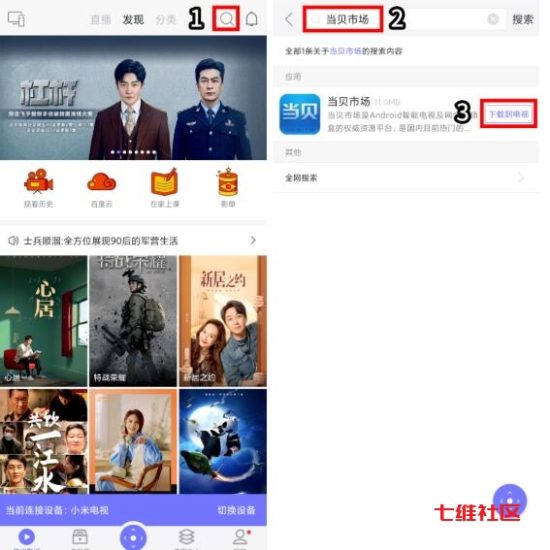 直播 发现 分类
1
观看历史
百度云
在家上课
影单
士兵顺溜:全方位展现90后的军营生活
心居
心居
特战荣耀
特战荣耀
新居之约
新居之约
共饮一江水
当前连接设备:小米电视
切换设备
当贝市场
2
搜索
全部1条关于当贝市场的搜索内容
应用
当贝
当贝市场 11.0MB
当贝市场是Android智能电视及网
盒的权威资源平台,是国内目前热门的...
3
下载到电视
其他
全网搜索
七维社区